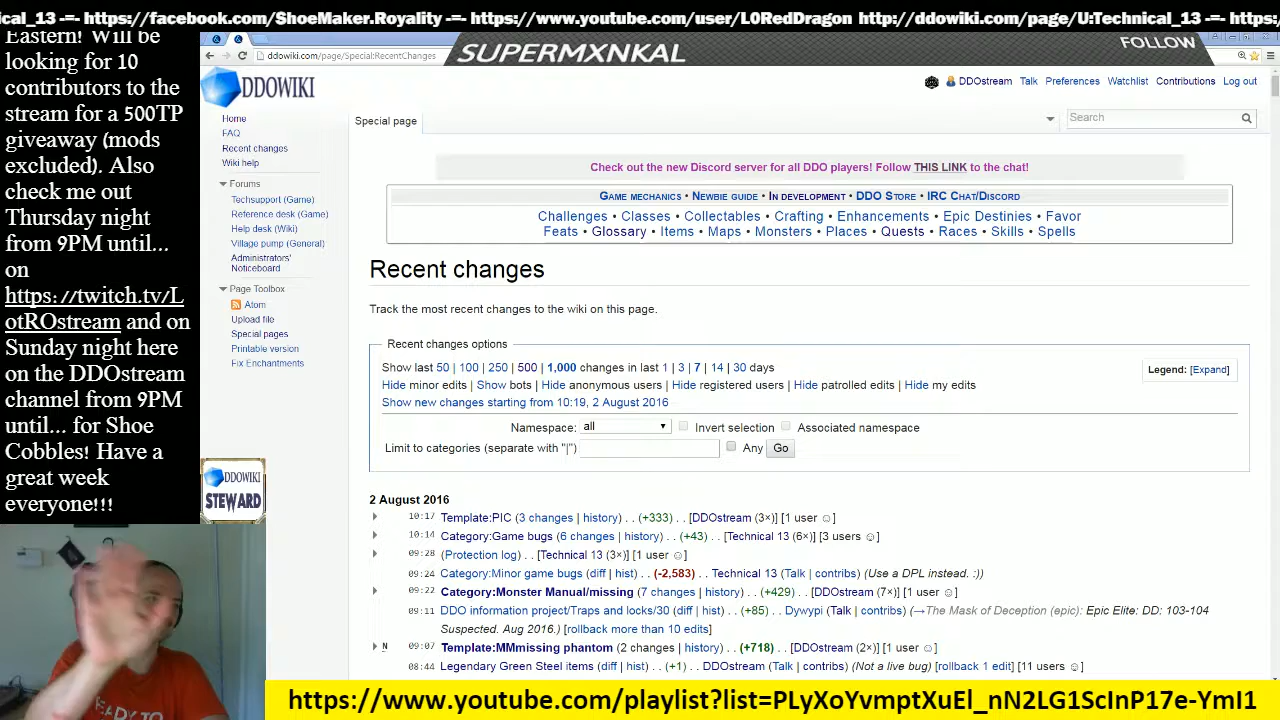 cal_13 -=- https://facebook.com/$hoeMaker.Royality -=- https://www.youtube.com/user/L0RedDragon http://ddowiki.com/page/U:Technical_13 -=- https:/
Eastern! Will be
looking for 10
contributors to the
stream for a 500TP
giveaway (mods
excluded). Also
check me out
Thursday night
from 9PM until...
on
https://twitch.tv/L
otROstream and on
Sunday night here
on the DDOstream
channel from 9PM
until... for Shoe
Cobbles! Have a
great week
everyone!!!
ddowiki.com/page/Special:RecentChanges
SUPERMXNKAL
FOLLOW
DDOWIKI
DDOstream Talk Preferences Watchlist Contributions Log out
Home
FAQ
Recent changes
Wiki help
Forums
Techsupport (Game)
Reference desk (Game)
Help desk (Wiki)
Village pump (General)
Administrators'
Noticeboard
Page Toolbox
Atom
Upload file
Special pages
Printable version
Fix Enchantments
DDOWIKI
STEWARD
Special page
Search
Check out the new Discord server for all DDO players! Follow THIS LINK to the chat!
Game mechanics • Newbie guide • In development • DDO Store • IRC Chat/Discord
Challenges • Classes • Collectables • Crafting • Enhancements • Epic Destinies • Favor
Feats • Glossary • Items • Maps • Monsters • Places • Quests • Races • Skills • Spells
Recent changes
Track the most recent changes to the wiki on this page.
Recent changes options
Show last 50 | 100 | 250 | 500 | 1,000 changes in last 1 | 3 | 7 | 14 | 30 days
Legend: [Expand]
Hide minor edits | Show bots | Hide anonymous users | Hide registered users | Hide patrolled edits | Hide my edits
Show new changes starting from 10:19, 2 August 2016
Namespace: all Invert selection Associated namespace
Limit to categories (separate with "|") Any Go
2 August 2016
10:17 Template:PIC (3 changes | history) . . (+333) . . [DDOstream (3×)] [1 user ☺]
10:14 Category:Game bugs (6 changes | history) . . (+43) . . [Technical 13 (6×)] [3 users ☺]
09:28 (Protection log) . . [Technical 13 (3×)] [1 user ☺]
09:24 Category:Minor game bugs (diff | hist) . . (-2,583) . . Technical 13 (Talk | contribs) (Use a DPL instead. :))
09:22 Category:Monster Manual/missing (7 changes | history) . . (+429) . . [DDOstream (7×)] [1 user ☺]
09:11 DDO information project/Traps and locks/30 (diff | hist) . . (+85) . . Dywypi (Talk | contribs) (→The Mask of Deception (epic): Epic Elite: DD: 103-104
Suspected. Aug 2016.) [rollback more than 10 edits]
N 09:07 Template:MMmissing phantom (2 changes | history) . . (+718) . . [DDOstream (2×)] [1 user ☺]
08:44 Legendary Green Steel items (diff | hist) . . (+1) . . DDOstream (Talk | contribs) (Not a live bug) [rollback 1 edit] [11 users ☺]
READY TO
https://www.youtube.com/playlist?list=PLyXoYvmptXuEl_nN2LG1ScInP17e-YmI1